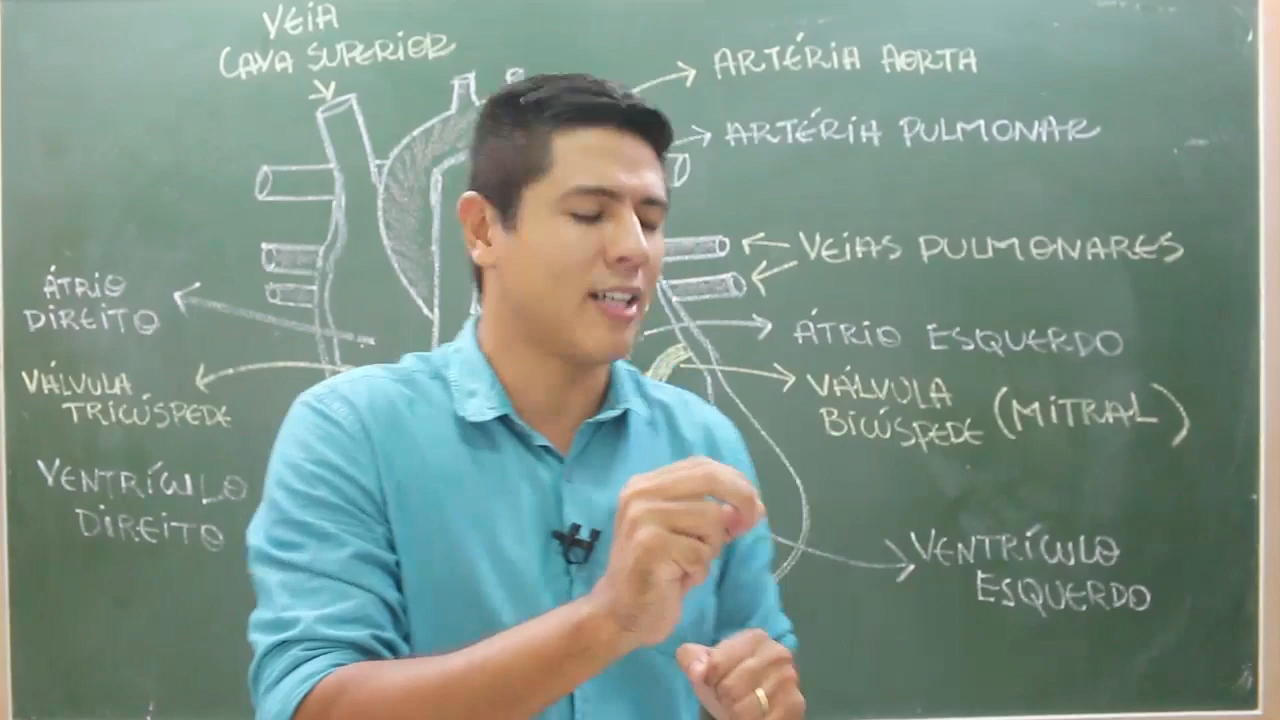 VEIA
CAVA SUPERIOR
ARTÉRIA AORTA
ARTÉRIA PULMONAR
VEIAS PULMONARES
ÁTRIO
DIREITO
ÁTRIO ESQUERDO
VÁLVULA
TRICÚSPEDE
VÁLVULA
BICÚSPEDE (MITRAL)
VENTRÍCULO
DIREITO
VENTRÍCULO
ESQUERDO